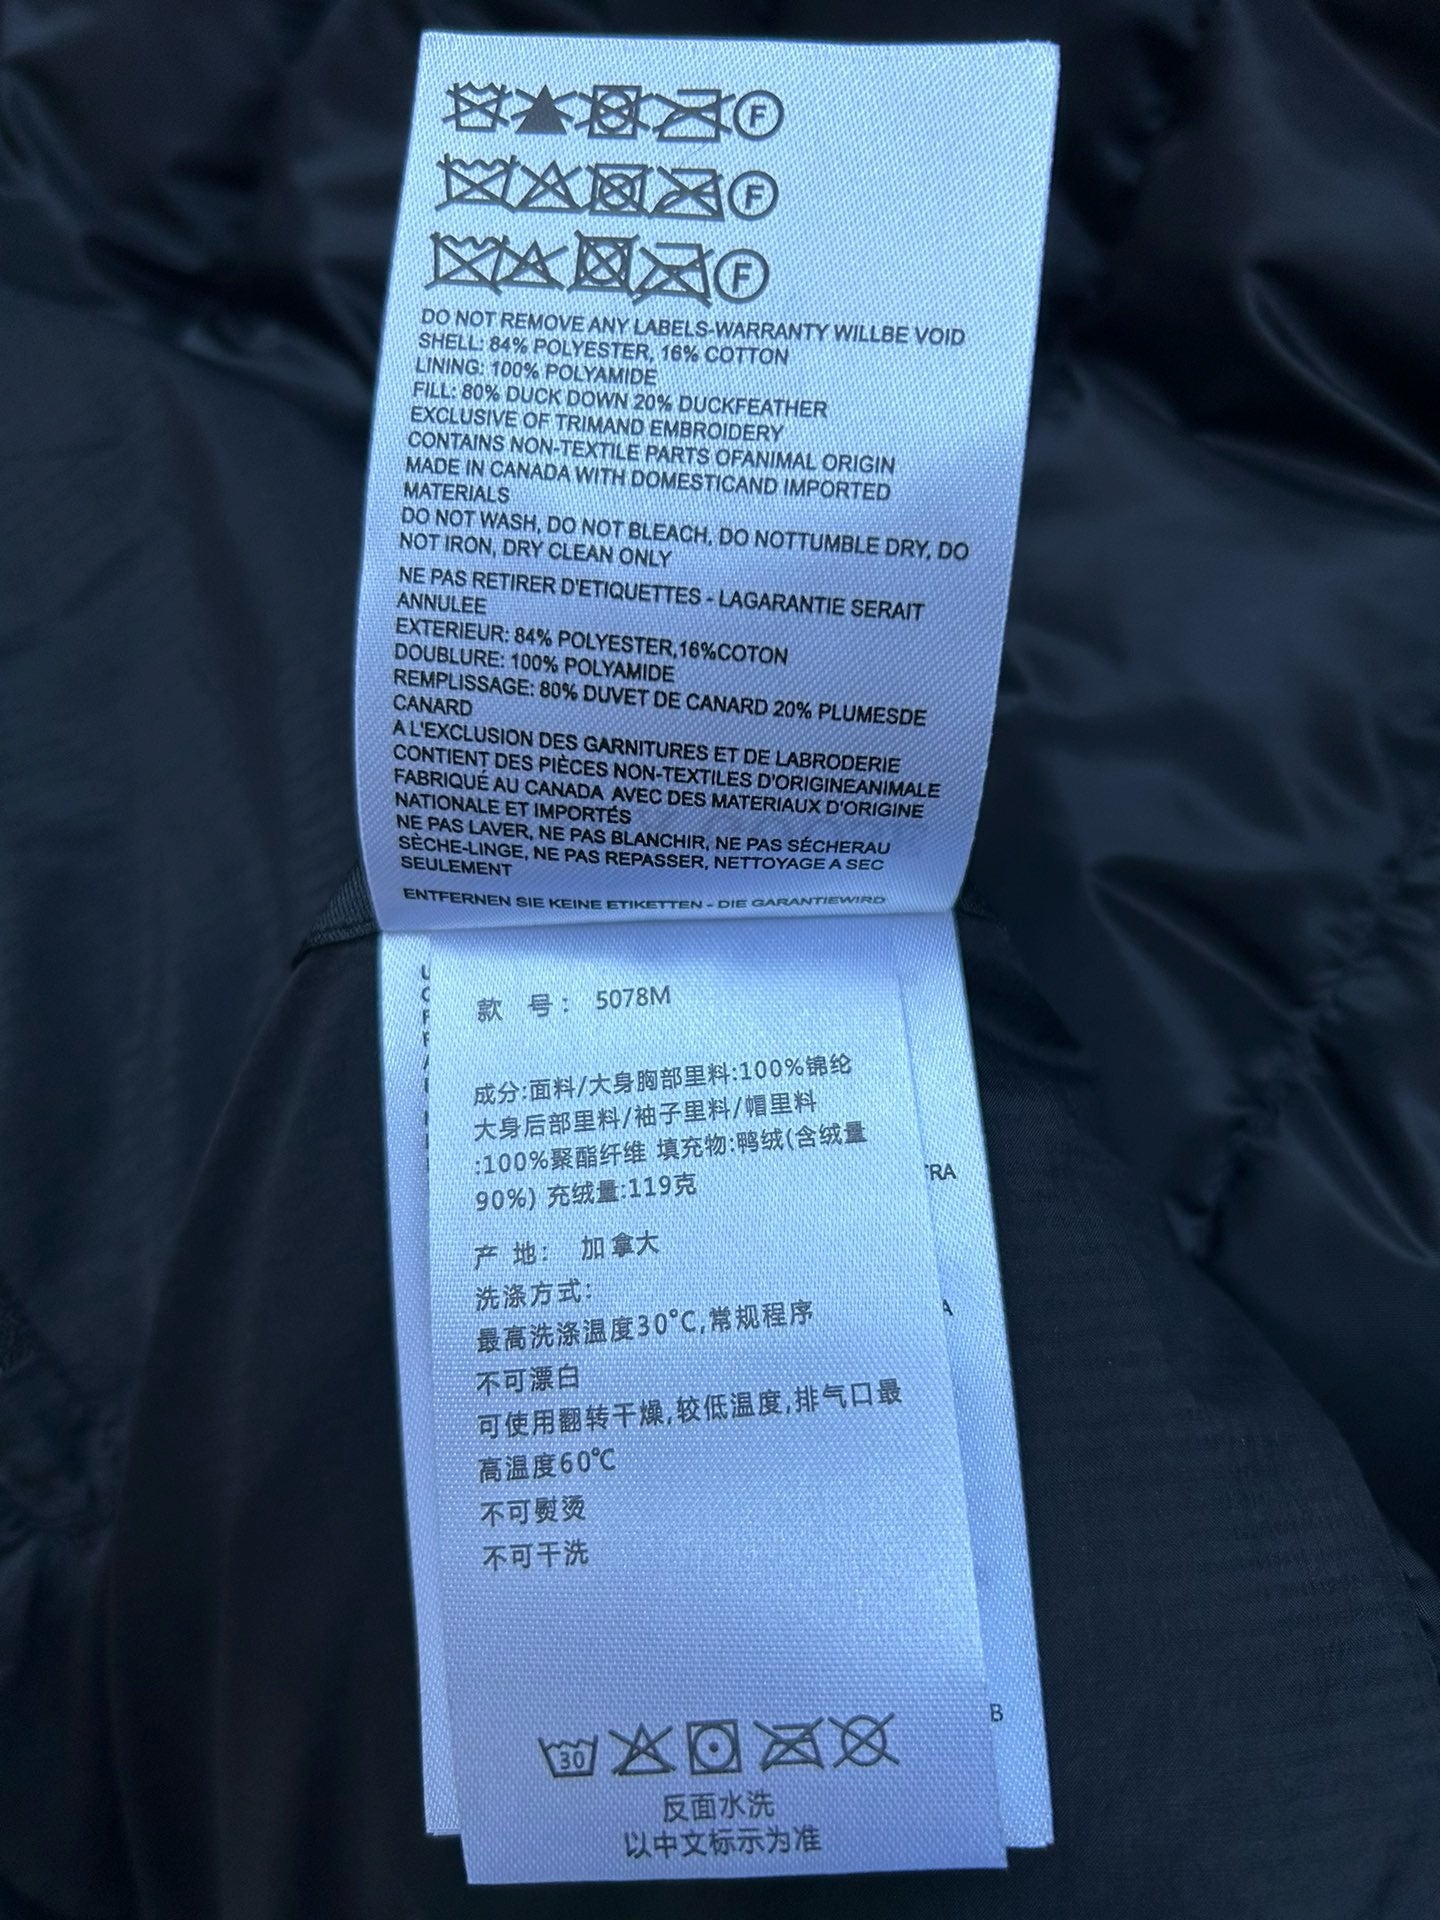 F
F
F
DO NOT REMOVE ANY LABELS-WARRANTY WILLBE VOID
SHELL: 84% POLYESTER, 16% COTTON
LINING: 100% POLYAMIDE
FILL: 80% DUCK DOWN 20% DUCKFEATHER
EXCLUSIVE OF TRIMAND EMBROIDERY
CONTAINS NON-TEXTILE PARTS OFANIMAL ORIGIN
MADE IN CANADA WITH DOMESTICAND IMPORTED
MATERIALS
DO NOT WASH, DO NOT BLEACH, DO NOTTUMBLE DRY, DO
NOT IRON, DRY CLEAN ONLY
NE PAS RETIRER D'ETIQUETTES - LAGARANTIE SERAIT
ANNULEE
EXTERIEUR: 84% POLYESTER,16%COTON
DOUBLURE: 100% POLYAMIDE
REMPLISSAGE: 80% DUVET DE CANARD 20% PLUMESDE
CANARD
A L'EXCLUSION DES GARNITURES ET DE LABRODERIE
CONTIENT DES PIÈCES NON-TEXTILES D'ORIGINEANIMALE
FABRIQUÉ AU CANADA AVEC DES MATERIAUX D'ORIGINE
NATIONALE ET IMPORTÉS
NE PAS LAVER, NE PAS BLANCHIR, NE PAS SÉCHERAU
SÈCHE-LINGE, NE PAS REPASSER, NETTOYAGE A SEC
SEULEMENT
ENTFERNEN SIE KEINE ETIKETTEN - DIE GARANTIEWIRD
款 号: 5078M
成分:面料/大身胸部里料:100%锦纶
大身后部里料/袖子里料/帽里料
:100%聚酯纤维 填充物:鸭绒(含绒量
90%) 充绒量:119克
产 地: 加拿大
洗涤方式:
最高洗涤温度30°C,常规程序
不可漂白
可使用翻转干燥,较低温度,排气口最
高温度60℃
不可熨烫
不可干洗
30
反面水洗
以中文标示为准